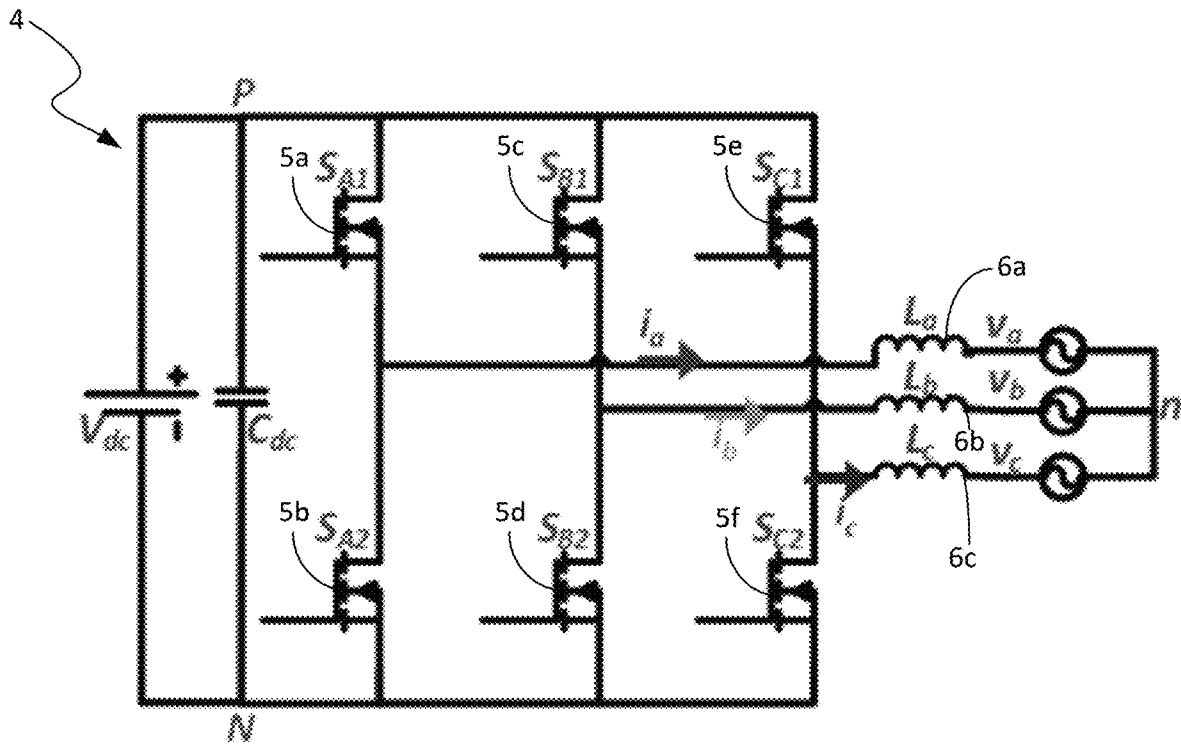 4
P
5a
S_A1
5c
S_B1
5e
S_C1
6a
i_a
L_a
v_a
+
V_dc
-
C_dc
i_b
L_b
v_b
n
6b
L_c
v_c
i_c
6c
5b
S_A2
5d
S_B2
5f
S_C2
N